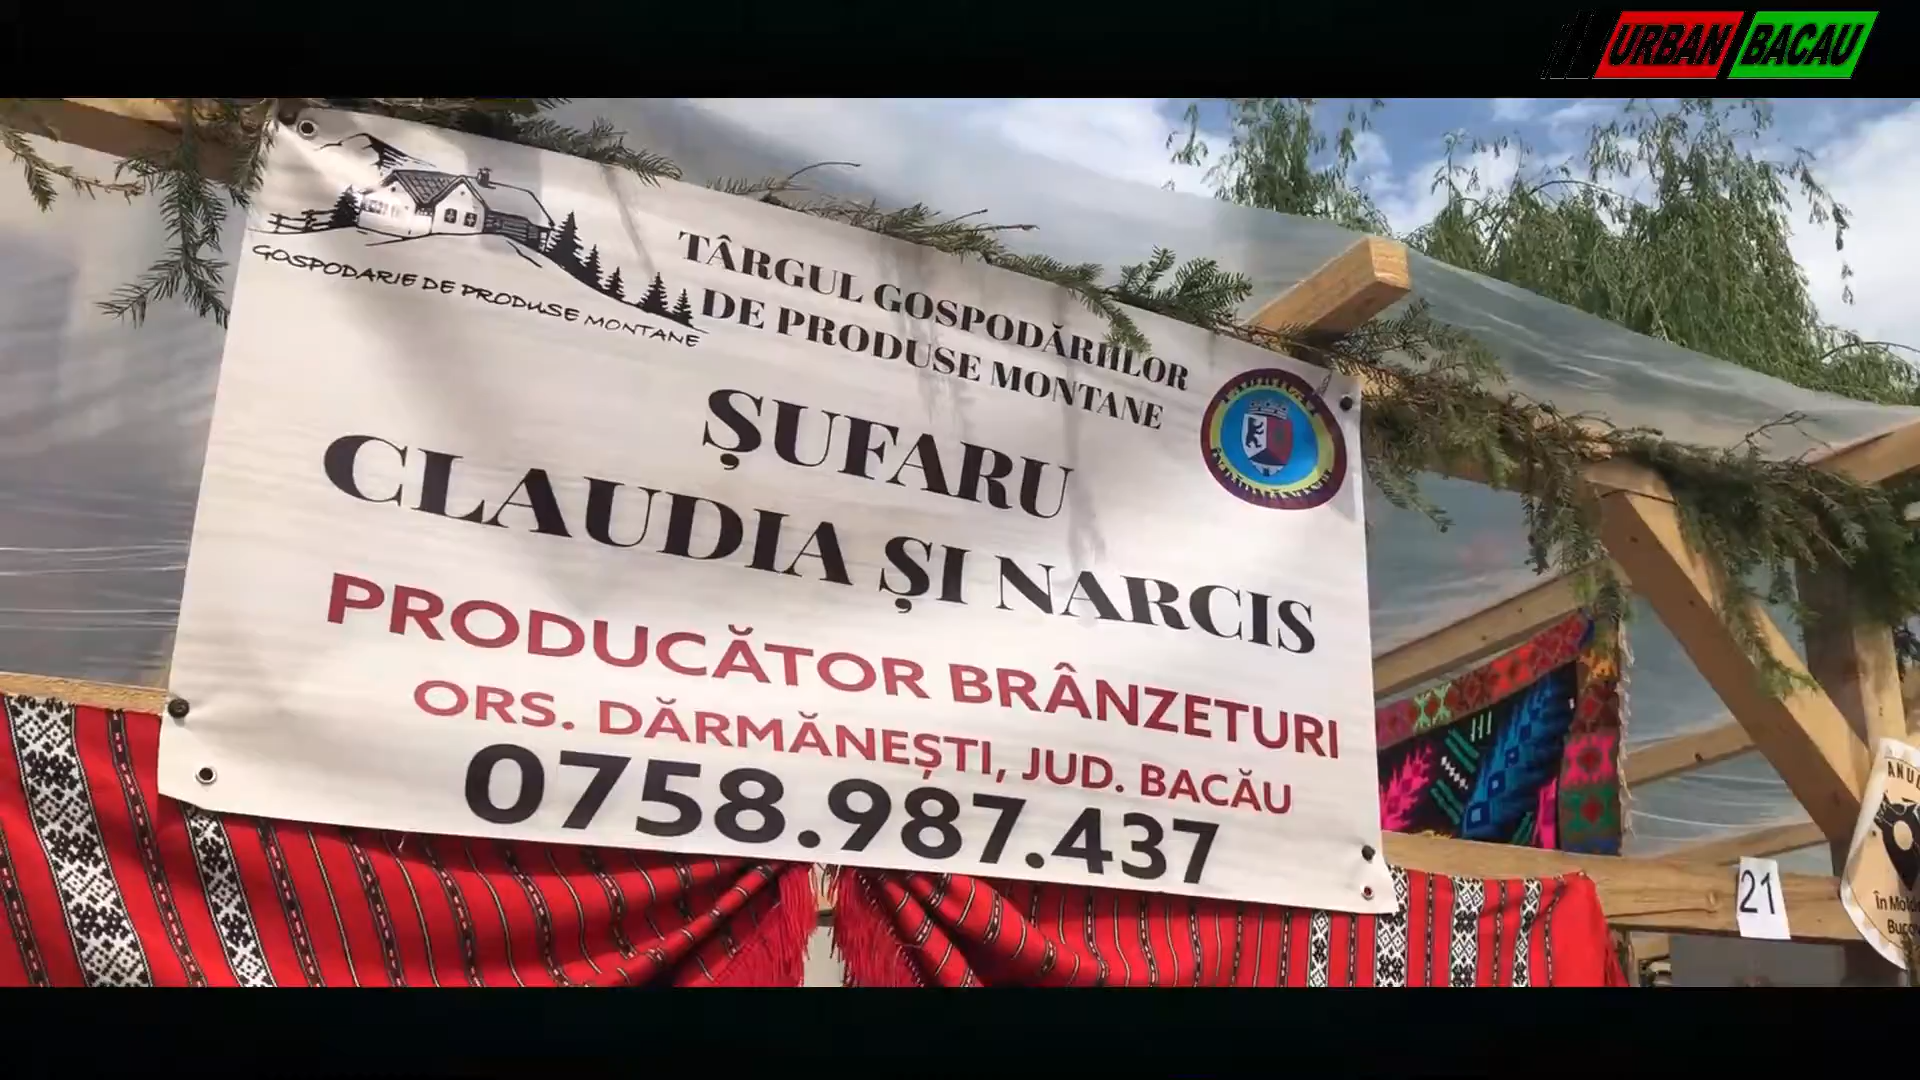 URBAN BACAU
GOSPODARIE DE PRODUSE MONTANE
TÂRGUL GOSPODĂRIILOR
DE PRODUSE MONTANE
ȘUFARU
CLAUDIA ȘI NARCIS
PRODUCĂTOR BRÂNZETURI
ORS. DĂRMĂNEȘTI, JUD. BACĂU
0758.987.437
21
În